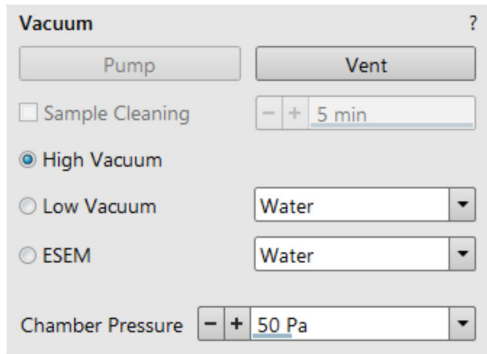 Vacuum ?
Pump Vent
Sample Cleaning - + 5 min
High Vacuum
Low Vacuum Water
ESEM Water
Chamber Pressure - + 50 Pa